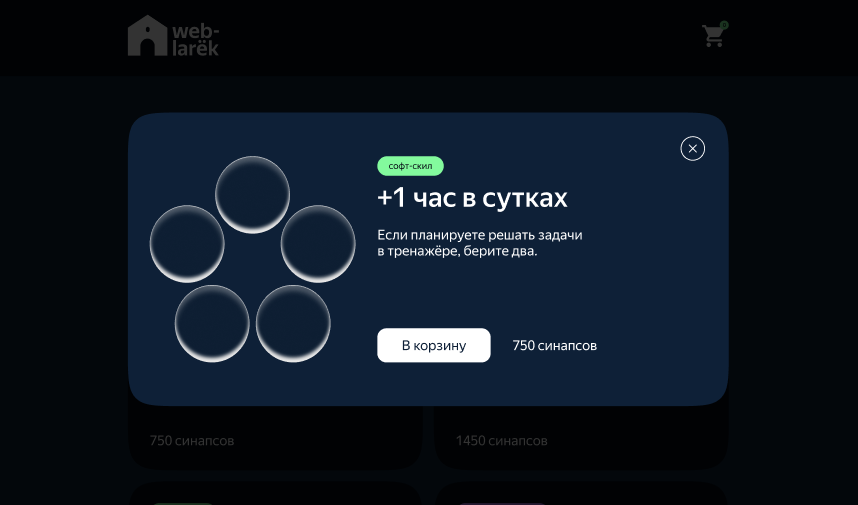 web-
larёk
0
софт-скил
+1 час в сутках
Если планируете решать задачи
в тренажёре, берите два.
В корзину
750 синапсов
750 синапсов
1450 синапсов